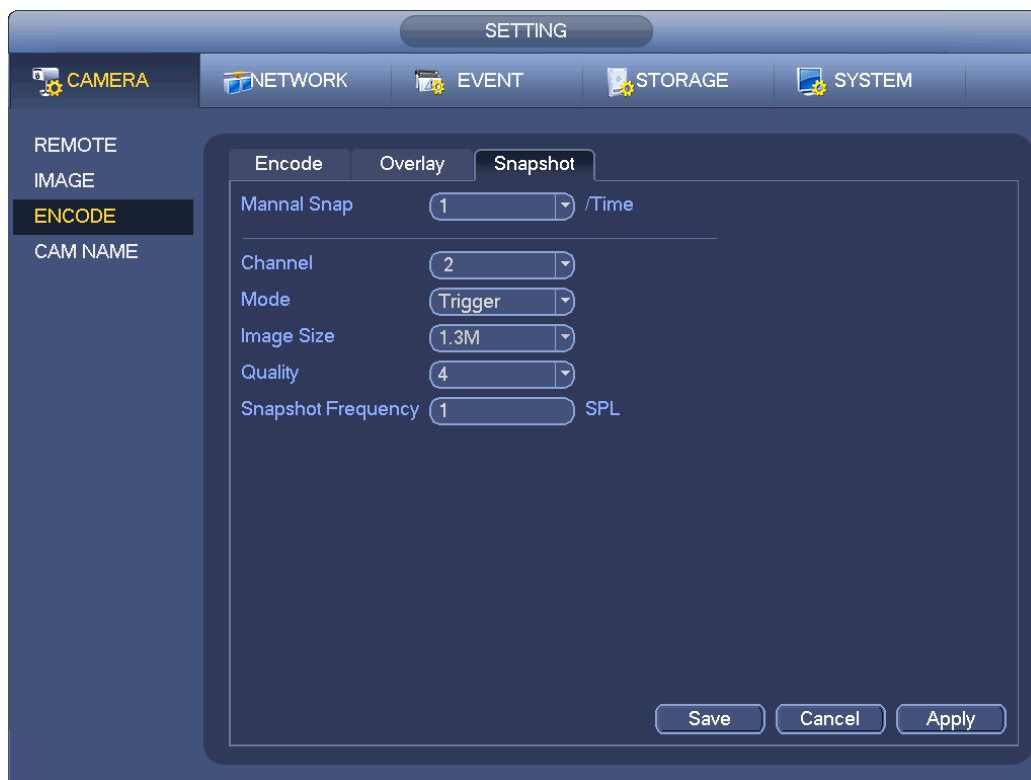 SETTING
CAMERA NETWORK EVENT STORAGE SYSTEM
REMOTE
IMAGE
ENCODE
CAM NAME
Encode Overlay Snapshot
Mannal Snap 1 /Time
Channel 2
Mode Trigger
Image Size 1.3M
Quality 4
Snapshot Frequency 1 SPL
Save Cancel Apply